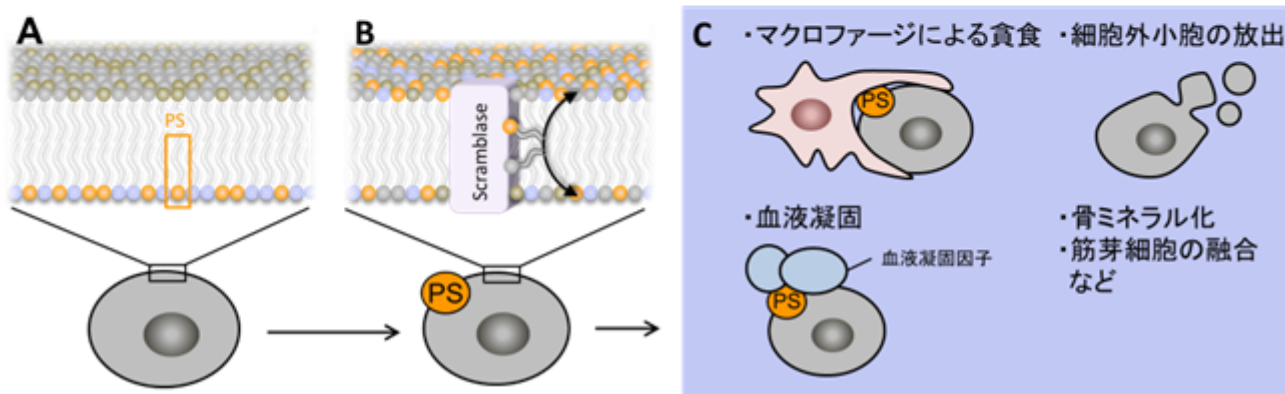 A
PS
B
Scramblase
PS
C
・マクロファージによる貪食
・細胞外小胞の放出
PS
・血液凝固
血液凝固因子
PS
・骨ミネラル化
・筋芽細胞の融合
など